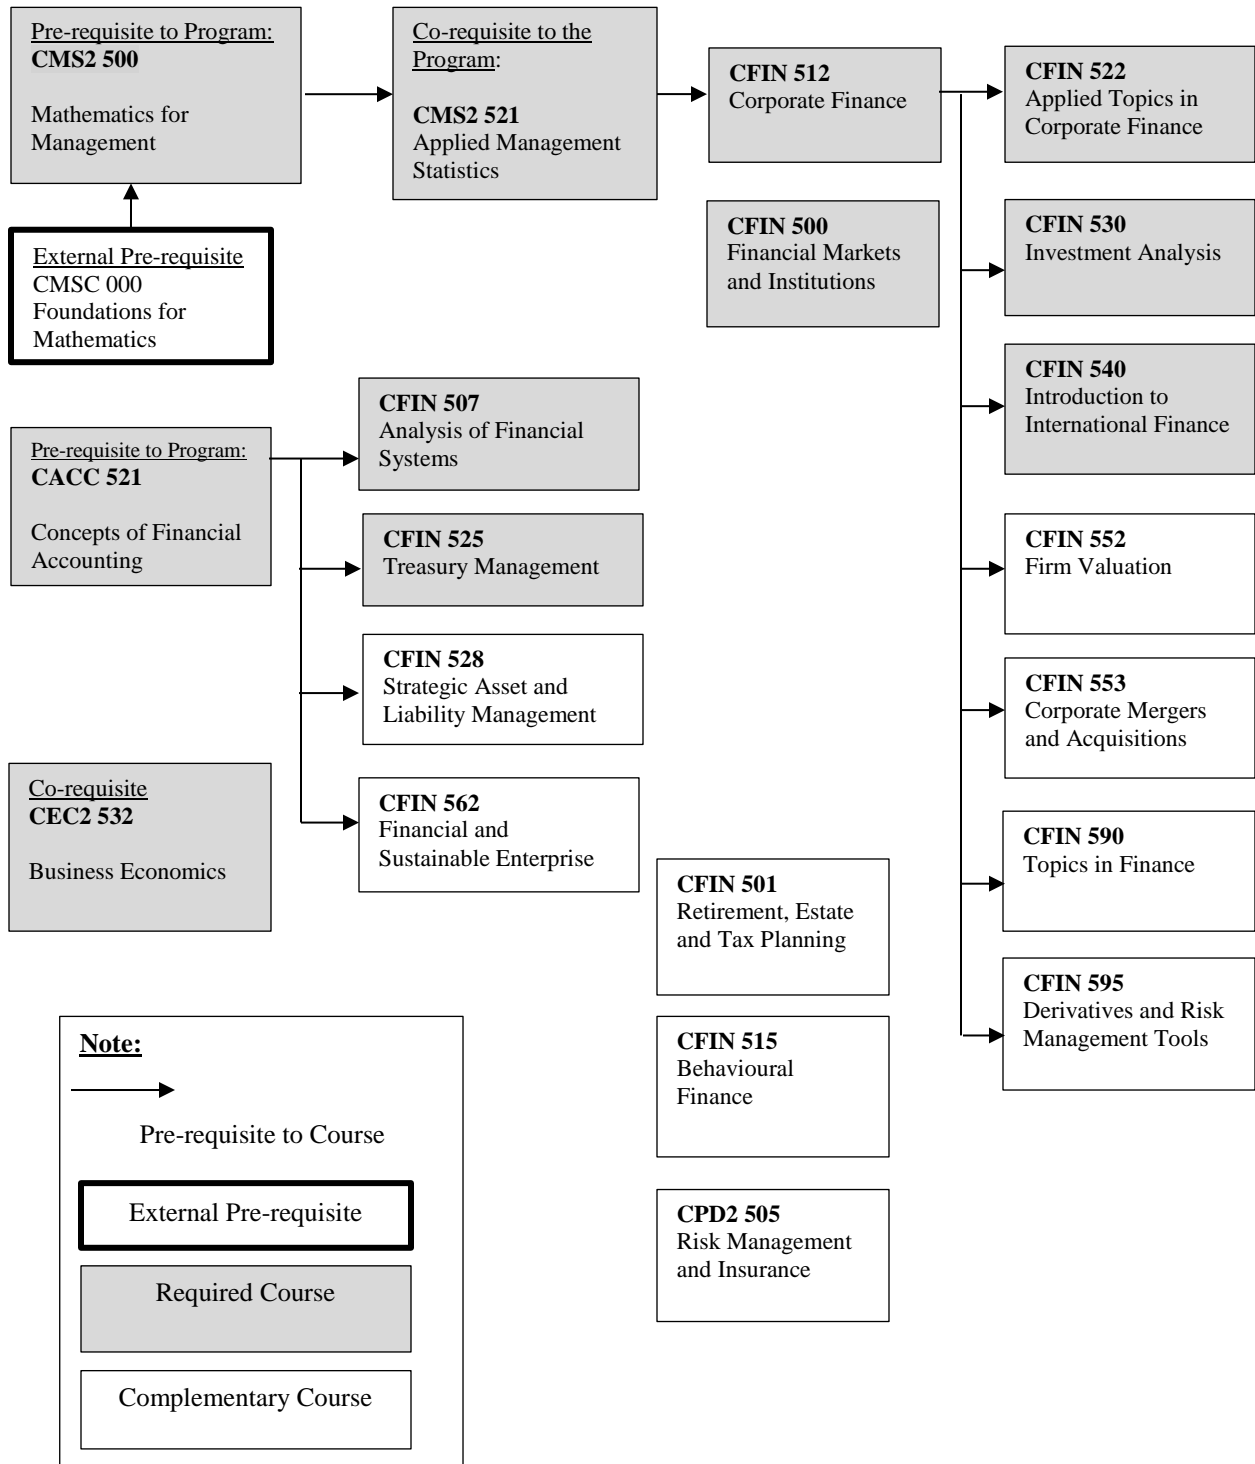 Pre-requisite to Program:
CMS2 500
Mathematics for
Management
Co-requisite to the
Program:
CMS2 521
Applied Management
Statistics
CFIN 512
Corporate Finance
CFIN 522
Applied Topics in
Corporate Finance
CFIN 500
Financial Markets
and Institutions
CFIN 530
Investment Analysis
External Pre-requisite
CMSC 000
Foundations for
Mathematics
CFIN 540
Introduction to
International Finance
Pre-requisite to Program:
CACC 521
Concepts of Financial
Accounting
CFIN 507
Analysis of Financial
Systems
CFIN 525
Treasury Management
CFIN 552
Firm Valuation
CFIN 528
Strategic Asset and
Liability Management
CFIN 553
Corporate Mergers
and Acquisitions
Co-requisite
CEC2 532
Business Economics
CFIN 562
Financial and
Sustainable Enterprise
CFIN 590
Topics in Finance
CFIN 501
Retirement, Estate
and Tax Planning
CFIN 595
Derivatives and Risk
Management Tools
CFIN 515
Behavioural
Finance
CPD2 505
Risk Management
and Insurance
Note:
Pre-requisite to Course
External Pre-requisite
Required Course
Complementary Course